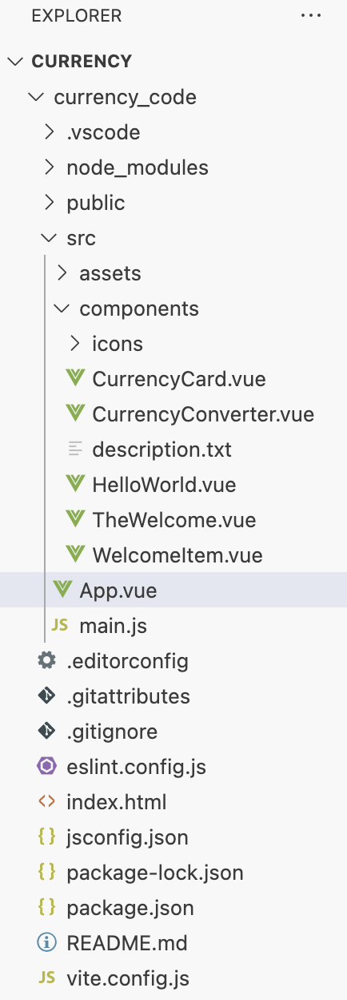 EXPLORER ...
CURRENCY
currency_code
.vscode
node_modules
public
src
assets
components
icons
CurrencyCard.vue
CurrencyConverter.vue
description.txt
HelloWorld.vue
TheWelcome.vue
WelcomeItem.vue
App.vue
JS main.js
.editorconfig
.gitattributes
.gitignore
eslint.config.js
<> index.html
{} jsconfig.json
{} package-lock.json
{} package.json
README.md
JS vite.config.js